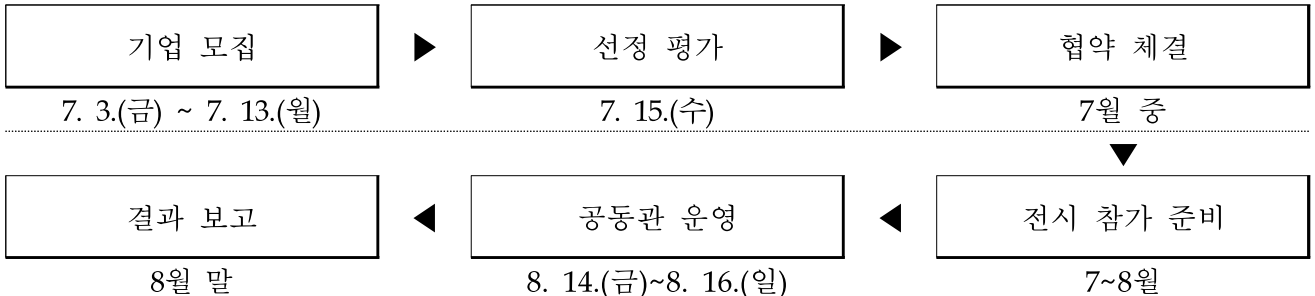 기업 모집 ▶ 선정 평가 ▶ 협약 체결
7. 3.(금) ~ 7. 13.(월) 7. 15.(수) 7월 중
▼
결과 보고 ◀ 공동관 운영 ◀ 전시 참가 준비
8월 말 8. 14.(금)~8. 16.(일) 7~8월